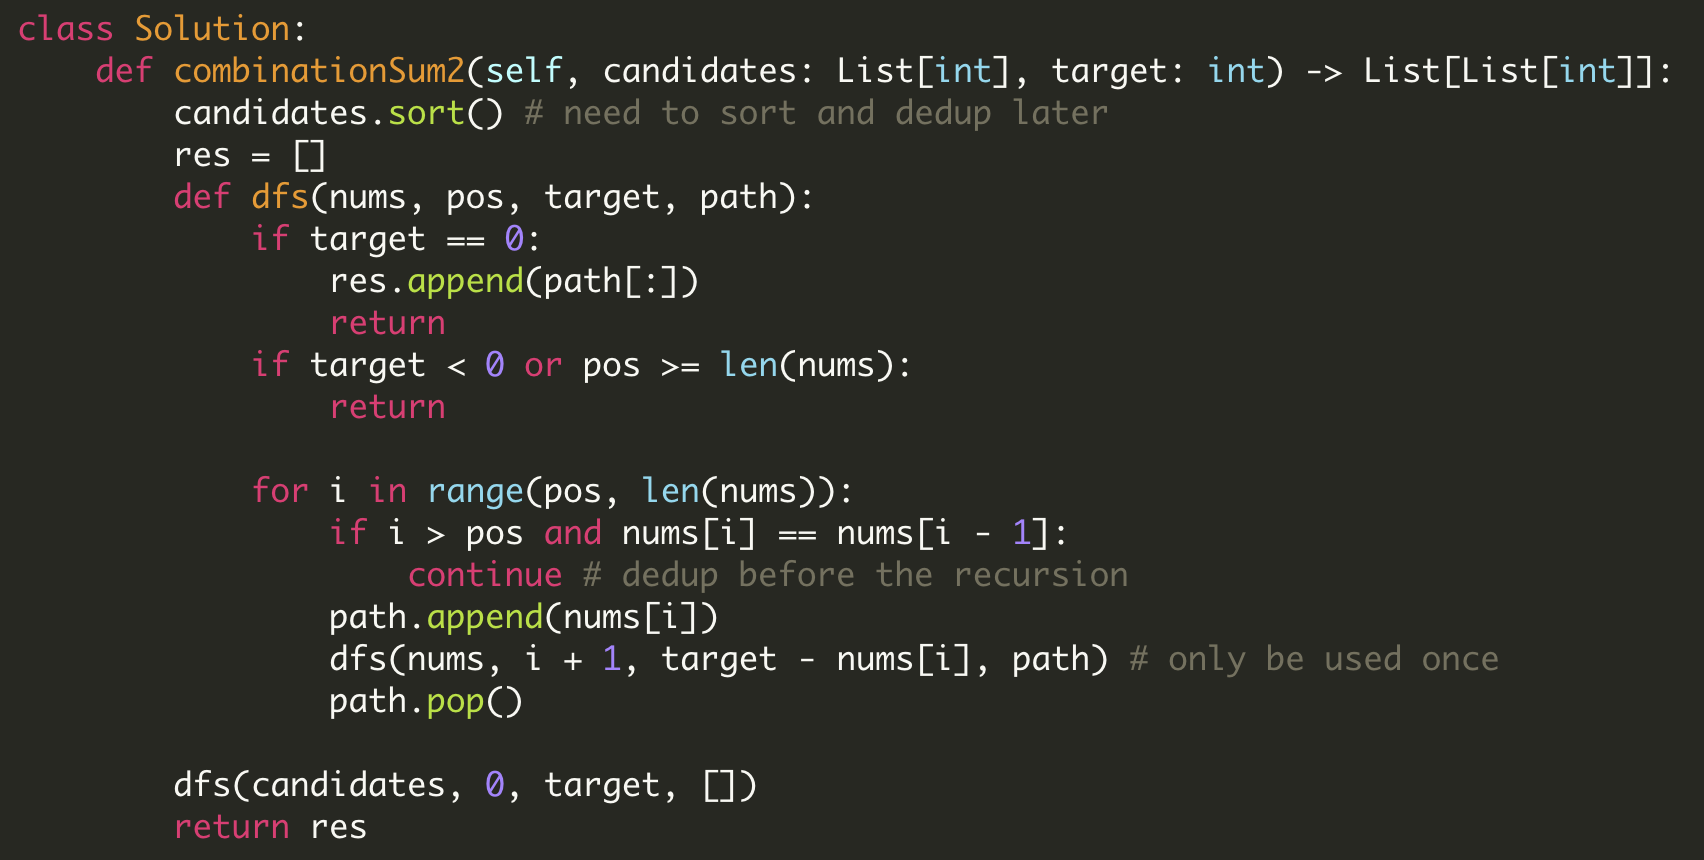 class Solution:
    def combinationSum2(self, candidates: List[int], target: int) -> List[List[int]]:
        candidates.sort() # need to sort and dedup later
        res = []
        def dfs(nums, pos, target, path):
            if target == 0:
                res.append(path[:])
                return
            if target < 0 or pos >= len(nums):
                return

            for i in range(pos, len(nums)):
                if i > pos and nums[i] == nums[i - 1]:
                    continue # dedup before the recursion
                path.append(nums[i])
                dfs(nums, i + 1, target - nums[i], path) # only be used once
                path.pop()

        dfs(candidates, 0, target, [])
        return res